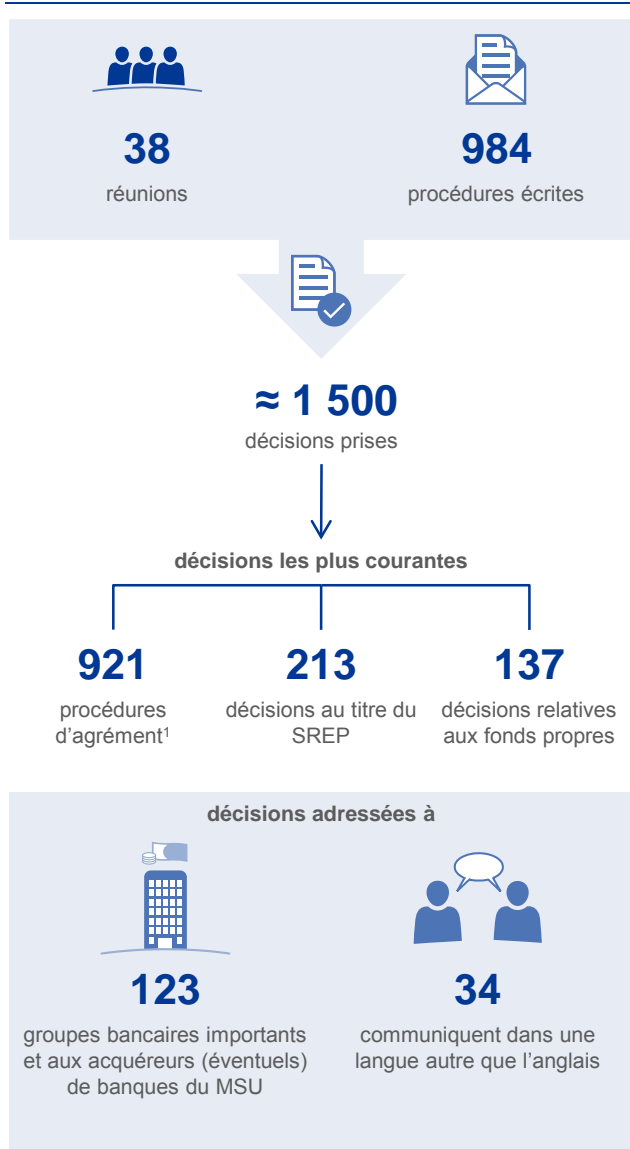 38
réunions
984
procédures écrites
≈ 1 500
décisions prises
décisions les plus courantes
921
procédures
d'agrément¹
213
décisions au titre du
SREP
137
décisions relatives
aux fonds propres
décisions adressées à
123
groupes bancaires importants
et aux acquéreurs (éventuels)
de banques du MSU
34
communiquent dans une
langue autre que l'anglais